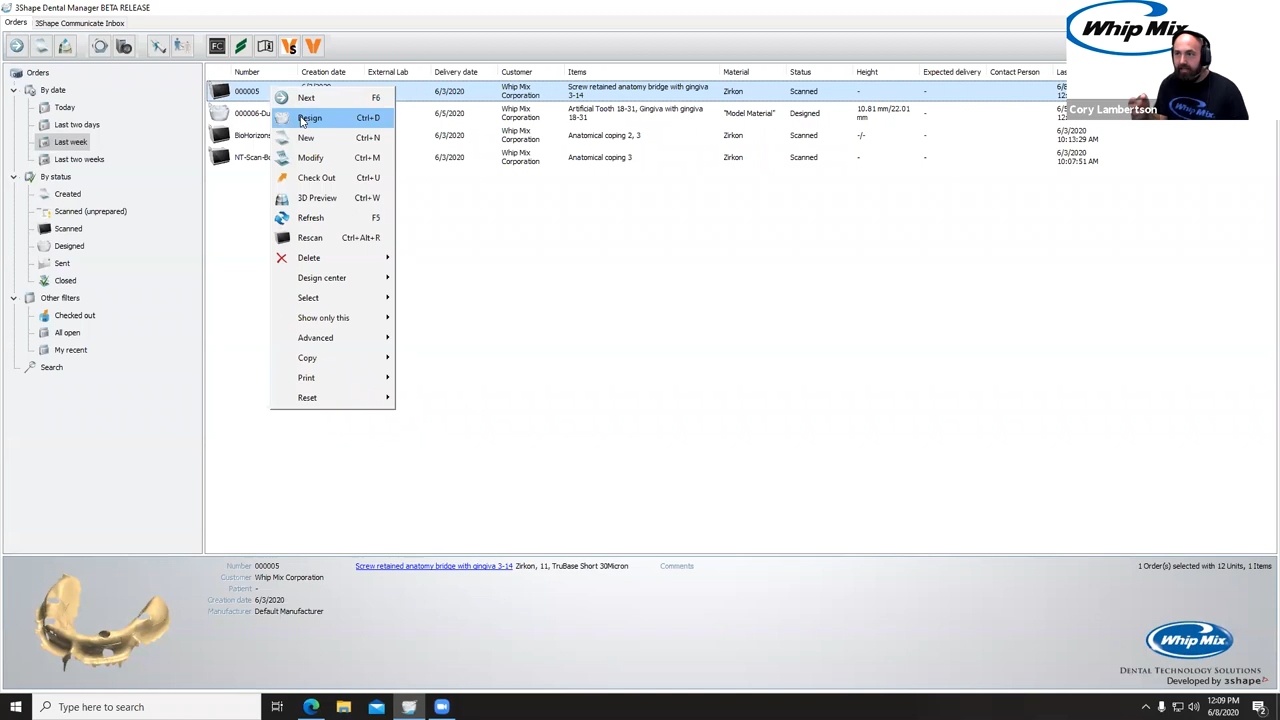 3Shape Dental Manager BETA RELEASE
Orders
3Shape Communicate Inbox
FC
Whip Mix
Cory Lambertson
Orders
By date
Today
Last two days
Last week
Last two weeks
By status
Created
Scanned (unprepared)
Scanned
Designed
Sent
Closed
Other filters
Checked out
All open
My recent
Search
Number Creation date External Lab Delivery date Customer Items Material Status Height Expected delivery Contact Person
000005 6/3/2020 Whip Mix Corporation Screw retained anatomy bridge with gingiva 3-14 Zirkon Scanned - -
6/5/2020 Whip Mix Corporation Artificial Tooth 18-31, Gingiva with gingiva 18-31 "Model Material" Designed 10.81 mm/22.01 mm -
6/3/2020 Whip Mix Corporation Anatomical coping 2, 3 Zirkon Scanned -/- - 6/3/2020 10:13:29 AM
6/3/2020 Whip Mix Corporation Anatomical coping 3 Zirkon Scanned - - 6/3/2020 10:07:51 AM
Next F6
Design Ctrl+D
New Ctrl+N
Modify Ctrl+M
Check Out Ctrl+U
3D Preview Ctrl+W
Refresh F5
Rescan Ctrl+Alt+R
Delete
Design center
Select
Show only this
Advanced
Copy
Print
Reset
Number 000005
Customer Whip Mix Corporation
Patient -
Creation date 6/3/2020
Manufacturer Default Manufacturer
Screw retained anatomy bridge with gingiva 3-14 Zirkon, 11, TruBase Short 30Micron
Comments
1 Order(s) selected with 12 Units, 1 Items
Whip Mix
DENTAL TECHNOLOGY SOLUTIONS
Developed by 3shape
Type here to search
12:09 PM
6/8/2020
2